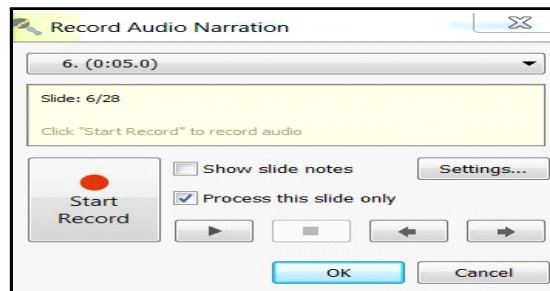 Record Audio Narration
6. (0:05.0)
Slide: 6/28
Click "Start Record" to record audio
Start
Record
Show slide notes
Settings...
Process this slide only
OK
Cancel